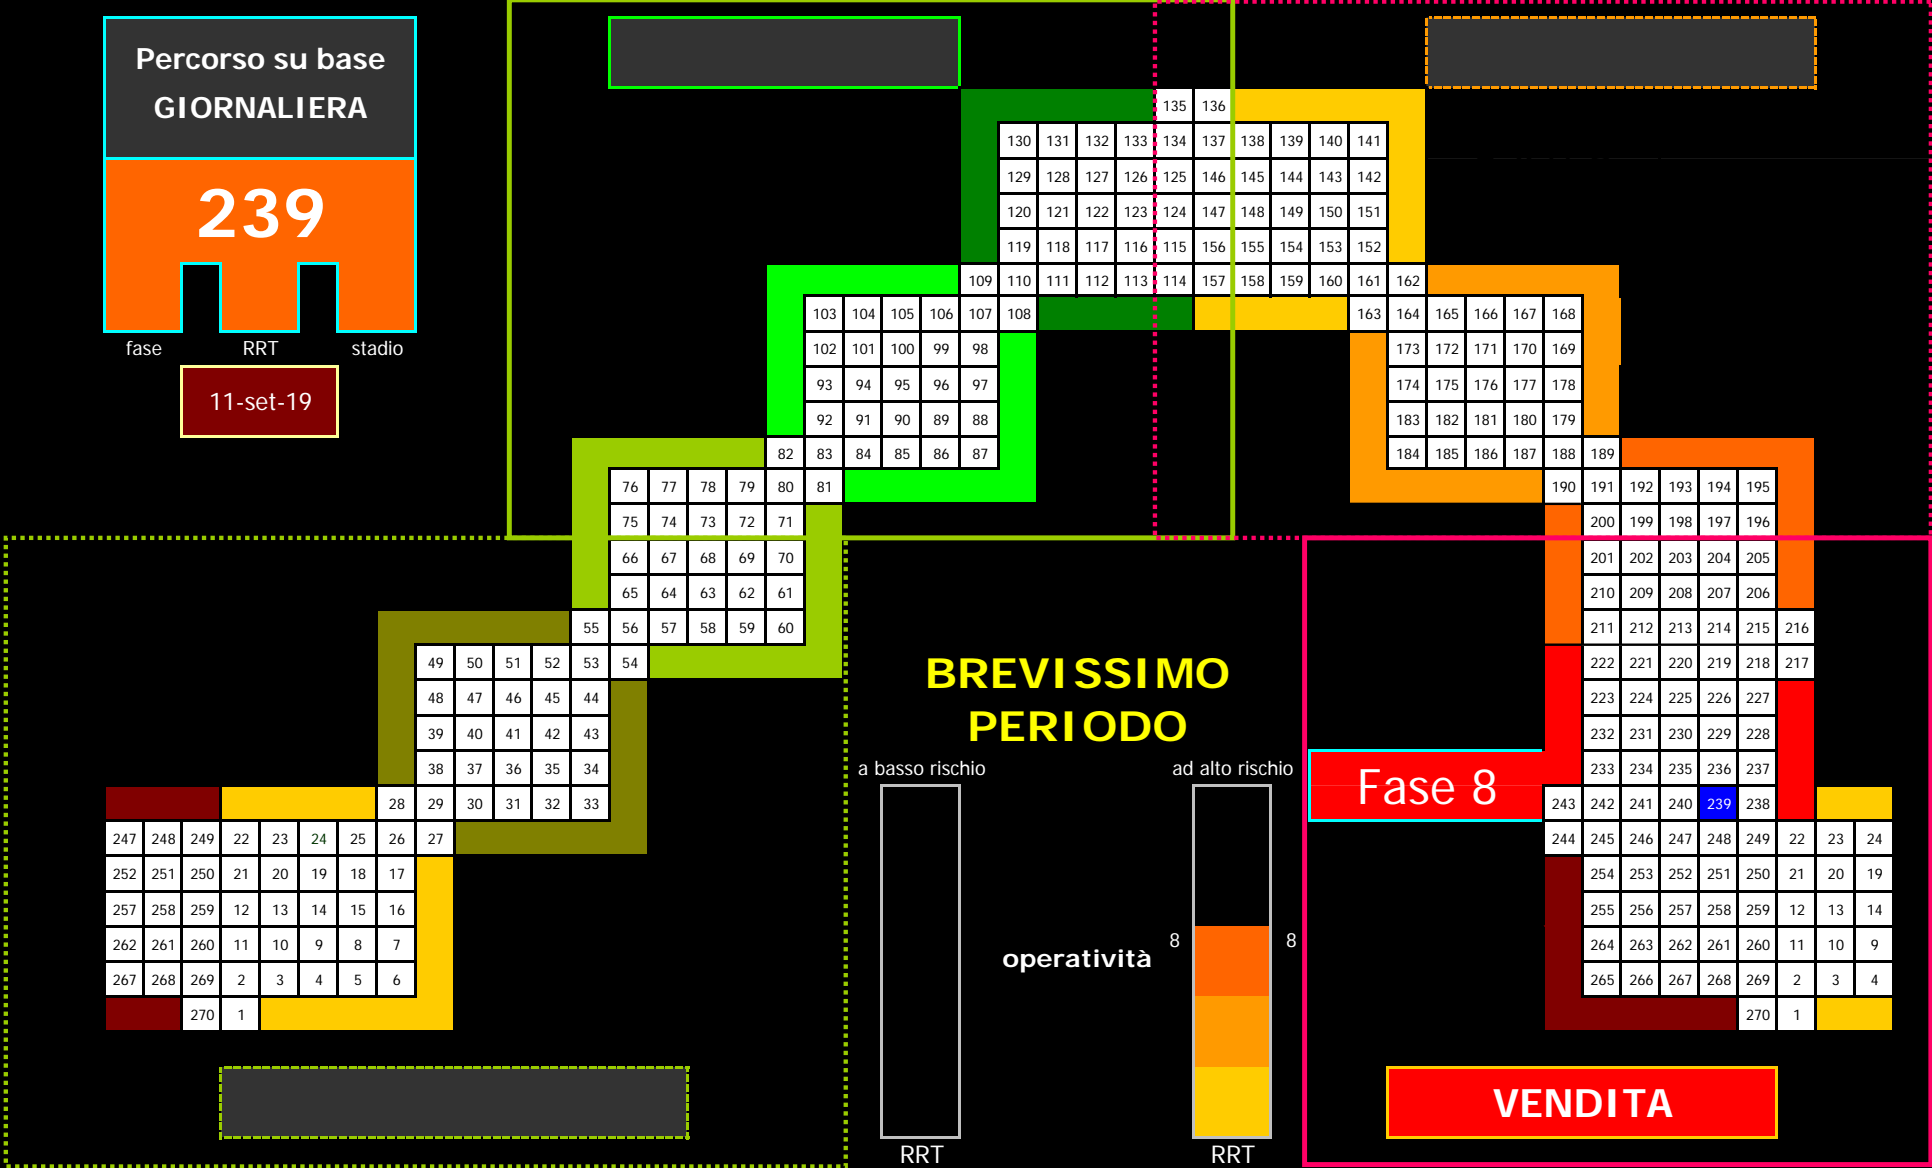 Percorso su base
GIORNALIERA
239
fase RRT stadio
11-set-19
135 136
130 131 132 133 134 137 138 139 140 141
129 128 127 126 125 146 145 144 143 142
120 121 122 123 124 147 148 149 150 151
119 118 117 116 115 156 155 154 153 152
109 110 111 112 113 114 157 158 159 160 161 162
103 104 105 106 107 108 163 164 165 166 167 168
102 101 100 99 98 173 172 171 170 169
93 94 95 96 97 174 175 176 177 178
92 91 90 89 88 183 182 181 180 179
82 83 84 85 86 87 184 185 186 187 188 189
76 77 78 79 80 81 190 191 192 193 194 195
75 74 73 72 71 200 199 198 197 196
66 67 68 69 70 201 202 203 204 205
65 64 63 62 61 210 209 208 207 206
55 56 57 58 59 60 211 212 213 214 215 216
49 50 51 52 53 54 222 221 220 219 218 217
48 47 46 45 44 223 224 225 226 227
39 40 41 42 43 232 231 230 229 228
38 37 36 35 34 233 234 235 236 237
28 29 30 31 32 33 243 242 241 240 239 238
247 248 249 22 23 24 25 26 27 244 245 246 247 248 249 22 23 24
252 251 250 21 20 19 18 17 254 253 252 251 250 21 20 19
257 258 259 12 13 14 15 16 255 256 257 258 259 12 13 14
262 261 260 11 10 9 8 7 264 263 262 261 260 11 10 9
267 268 269 2 3 4 5 6 265 266 267 268 269 2 3 4
270 1 270 1
BREVISSIMO
PERIODO
a basso rischio ad alto rischio
Fase 8
8 8
operatività
RRT RRT
VENDITA